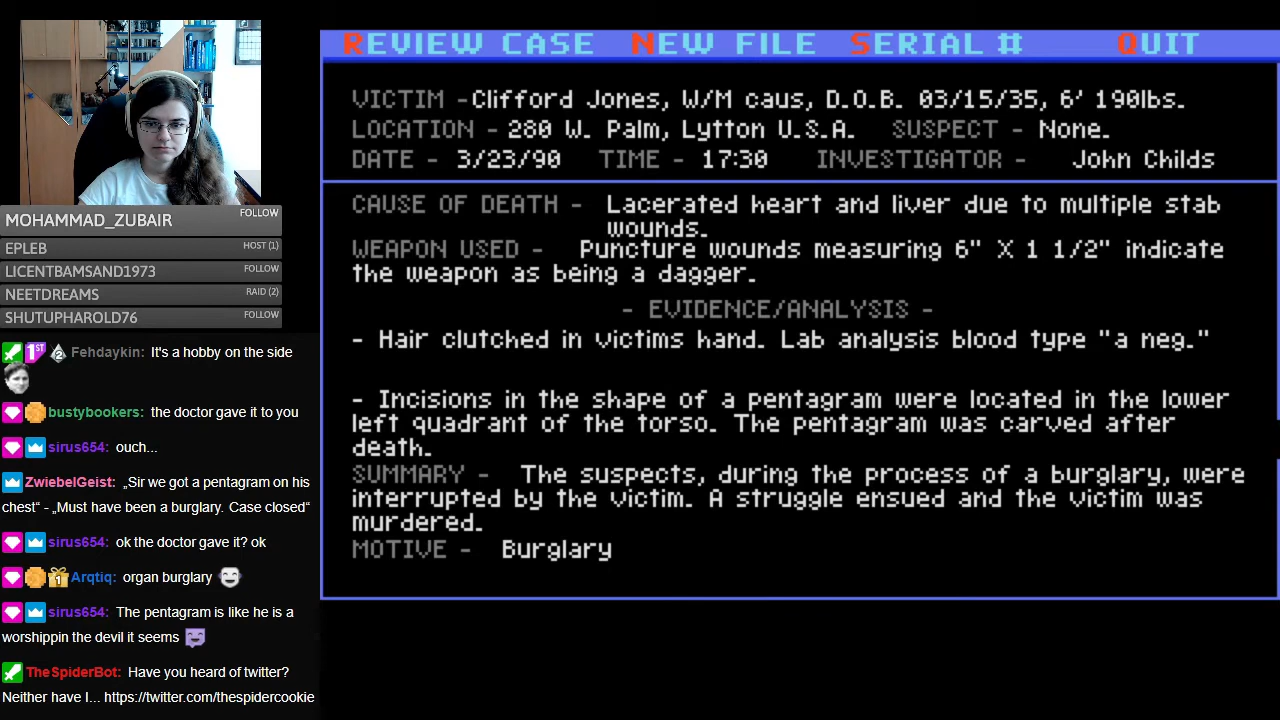 REVIEW CASE NEW FILE SERIAL # QUIT
VICTIM -Clifford Jones, W/M caus, D.O.B. 03/15/35, 6' 190lbs.
LOCATION - 280 W. Palm, Lytton U.S.A. SUSPECT - None.
DATE - 3/23/90 TIME - 17:30 INVESTIGATOR - John Childs
CAUSE OF DEATH - Lacerated heart and liver due to multiple stab
wounds.
WEAPON USED - Puncture wounds measuring 6" X 1 1/2" indicate
the weapon as being a dagger.
- EVIDENCE/ANALYSIS -
- Hair clutched in victims hand. Lab analysis blood type "a neg."
- Incisions in the shape of a pentagram were located in the lower
left quadrant of the torso. The pentagram was carved after
death.
SUMMARY - The suspects, during the process of a burglary, were
interrupted by the victim. A struggle ensued and the victim was
murdered.
MOTIVE - Burglary
MOHAMMAD_ZUBAIR FOLLOW
EPLEB HOST (1)
LICENTBAMSAND1973 FOLLOW
NEETDREAMS RAID (2)
SHUTUPHAROLD76 FOLLOW
1ST 2 Fehdaykin: It's a hobby on the side
bustybookers: the doctor gave it to you
sirus654: ouch...
ZwiebelGeist: „Sir we got a pentagram on his
chest“ - „Must have been a burglary. Case closed“
sirus654: ok the doctor gave it? ok
1 Arqtiq: organ burglary
sirus654: The pentagram is like he is a
worshippin the devil it seems
TheSpiderBot: Have you heard of twitter?
Neither have I... https://twitter.com/thespidercookie